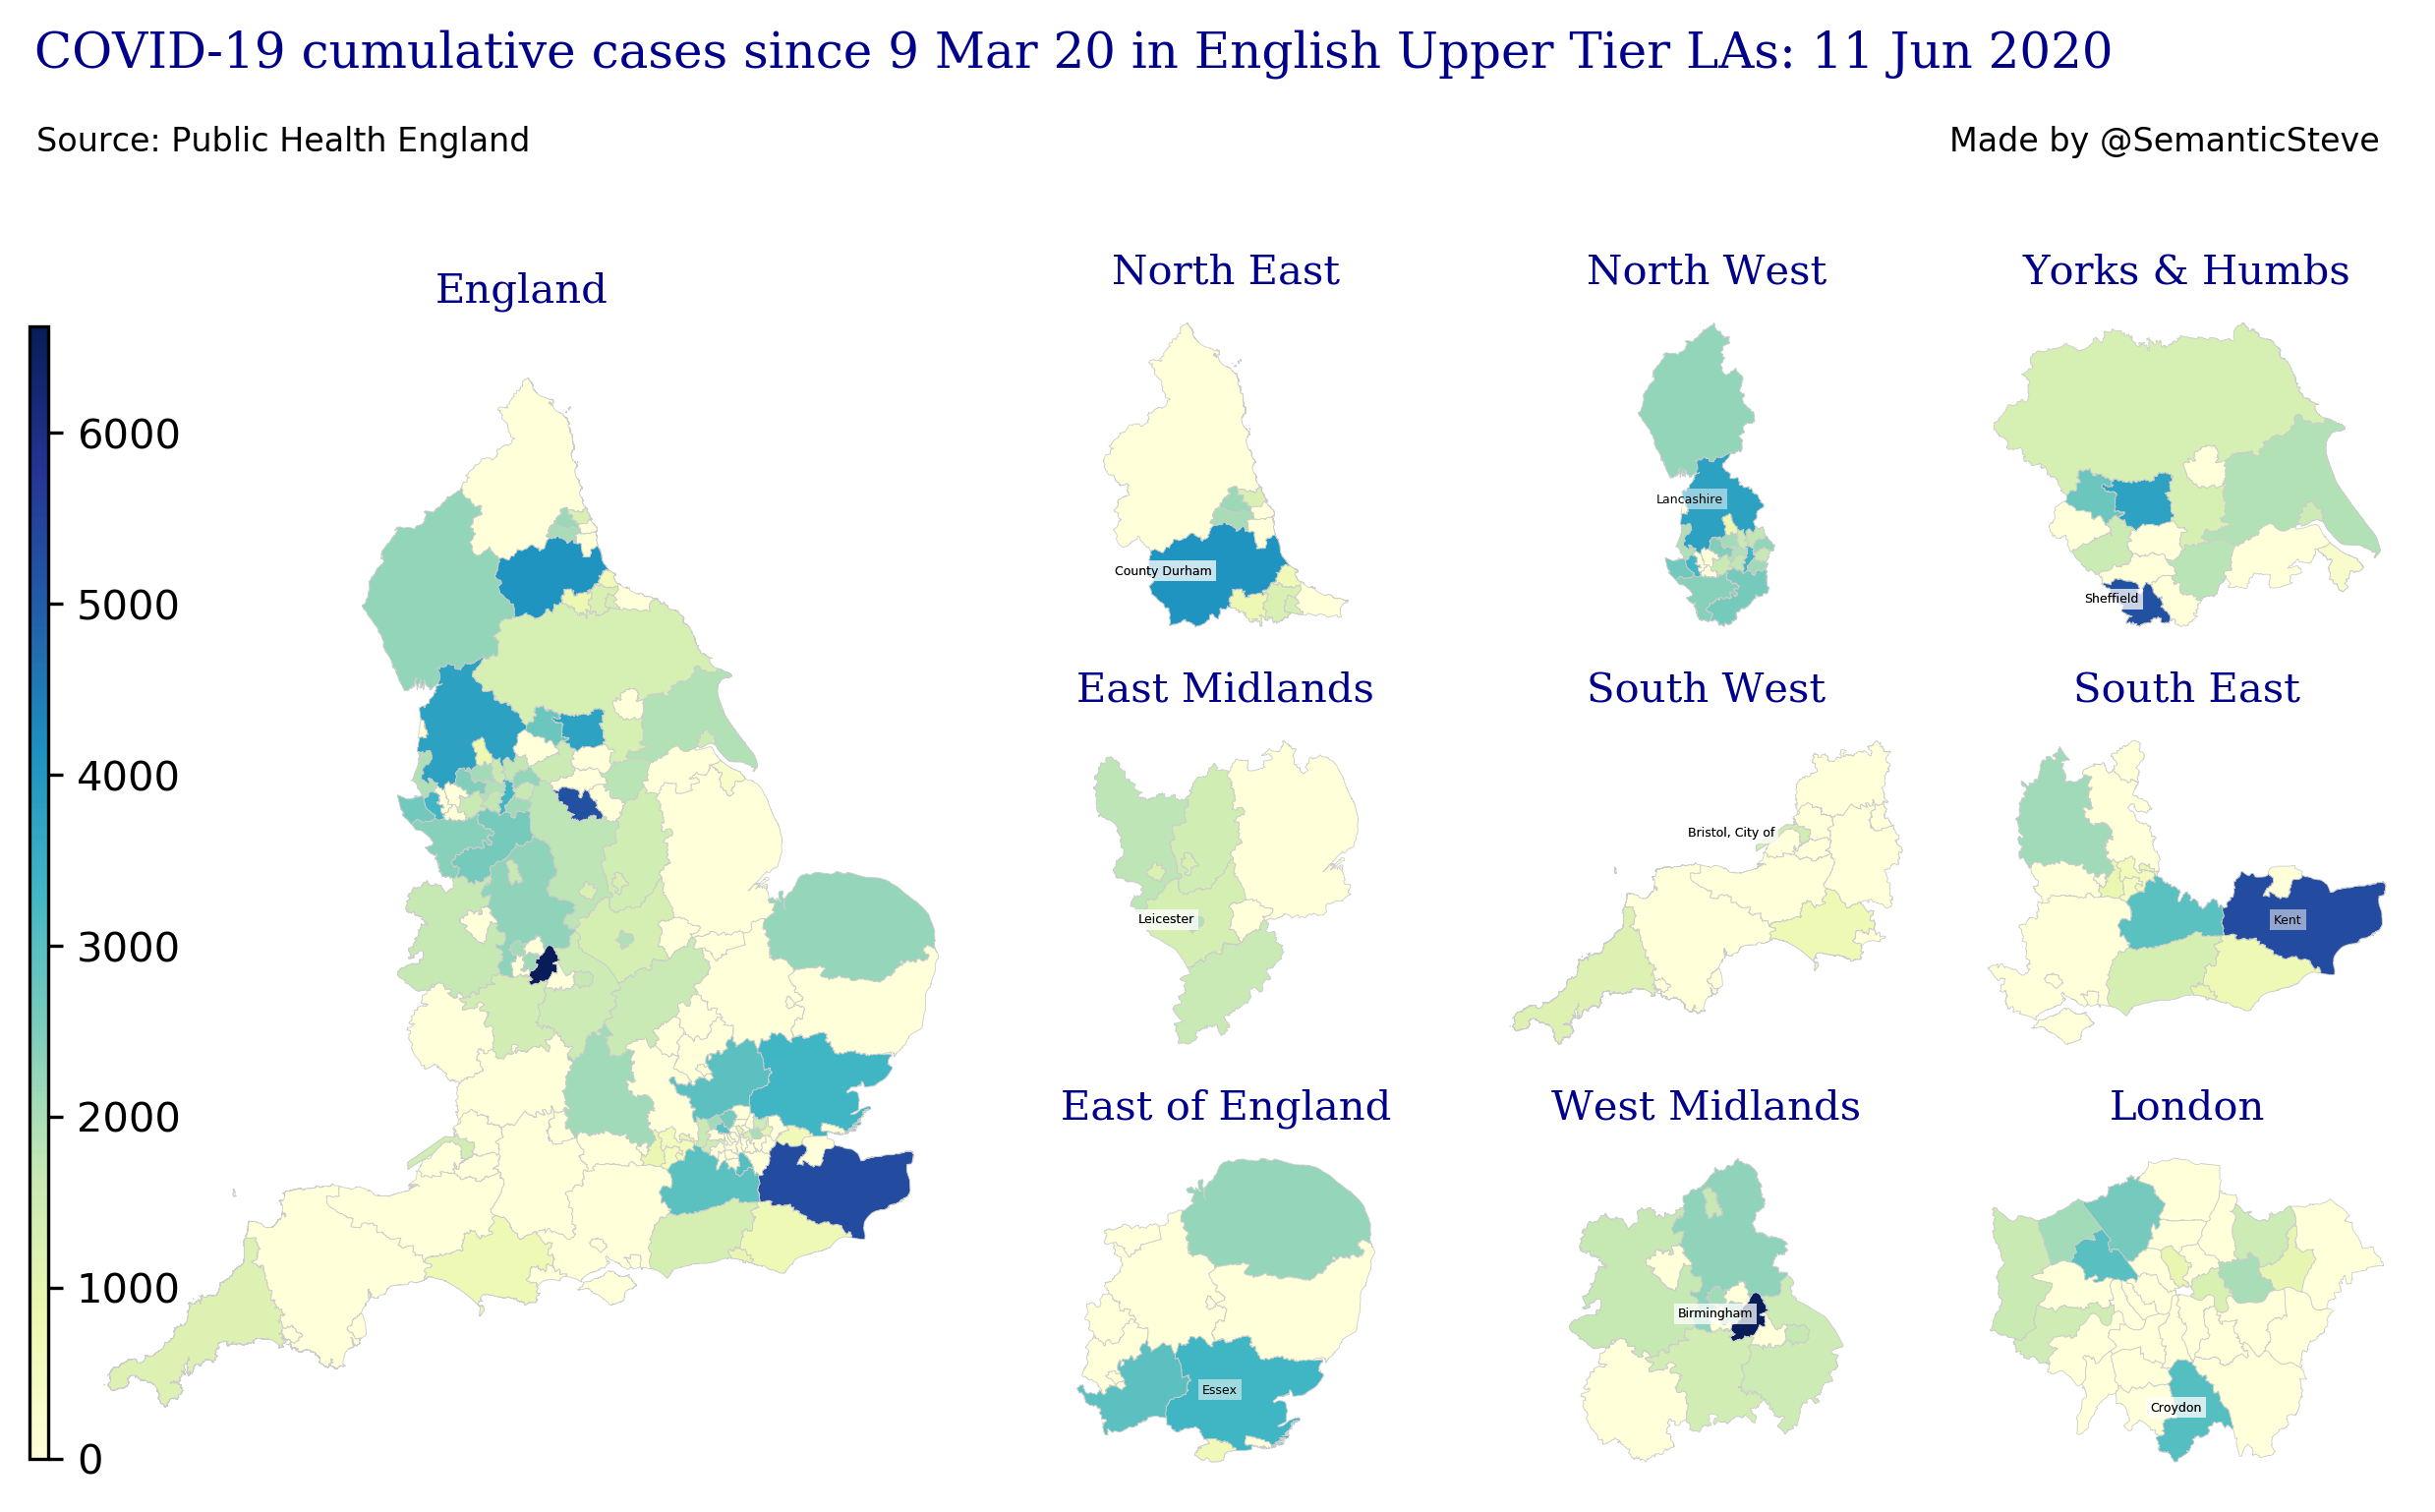 COVID-19 cumulative cases since 9 Mar 20 in English Upper Tier LAs: 11 Jun 2020
Source: Public Health England
Made by @SemanticSteve
England
6000
5000
4000
3000
2000
1000
0
North East
County Durham
North West
Lancashire
Yorks & Humbs
Sheffield
East Midlands
Leicester
South West
Bristol, City of
South East
Kent
East of England
Essex
West Midlands
Birmingham
London
Croydon